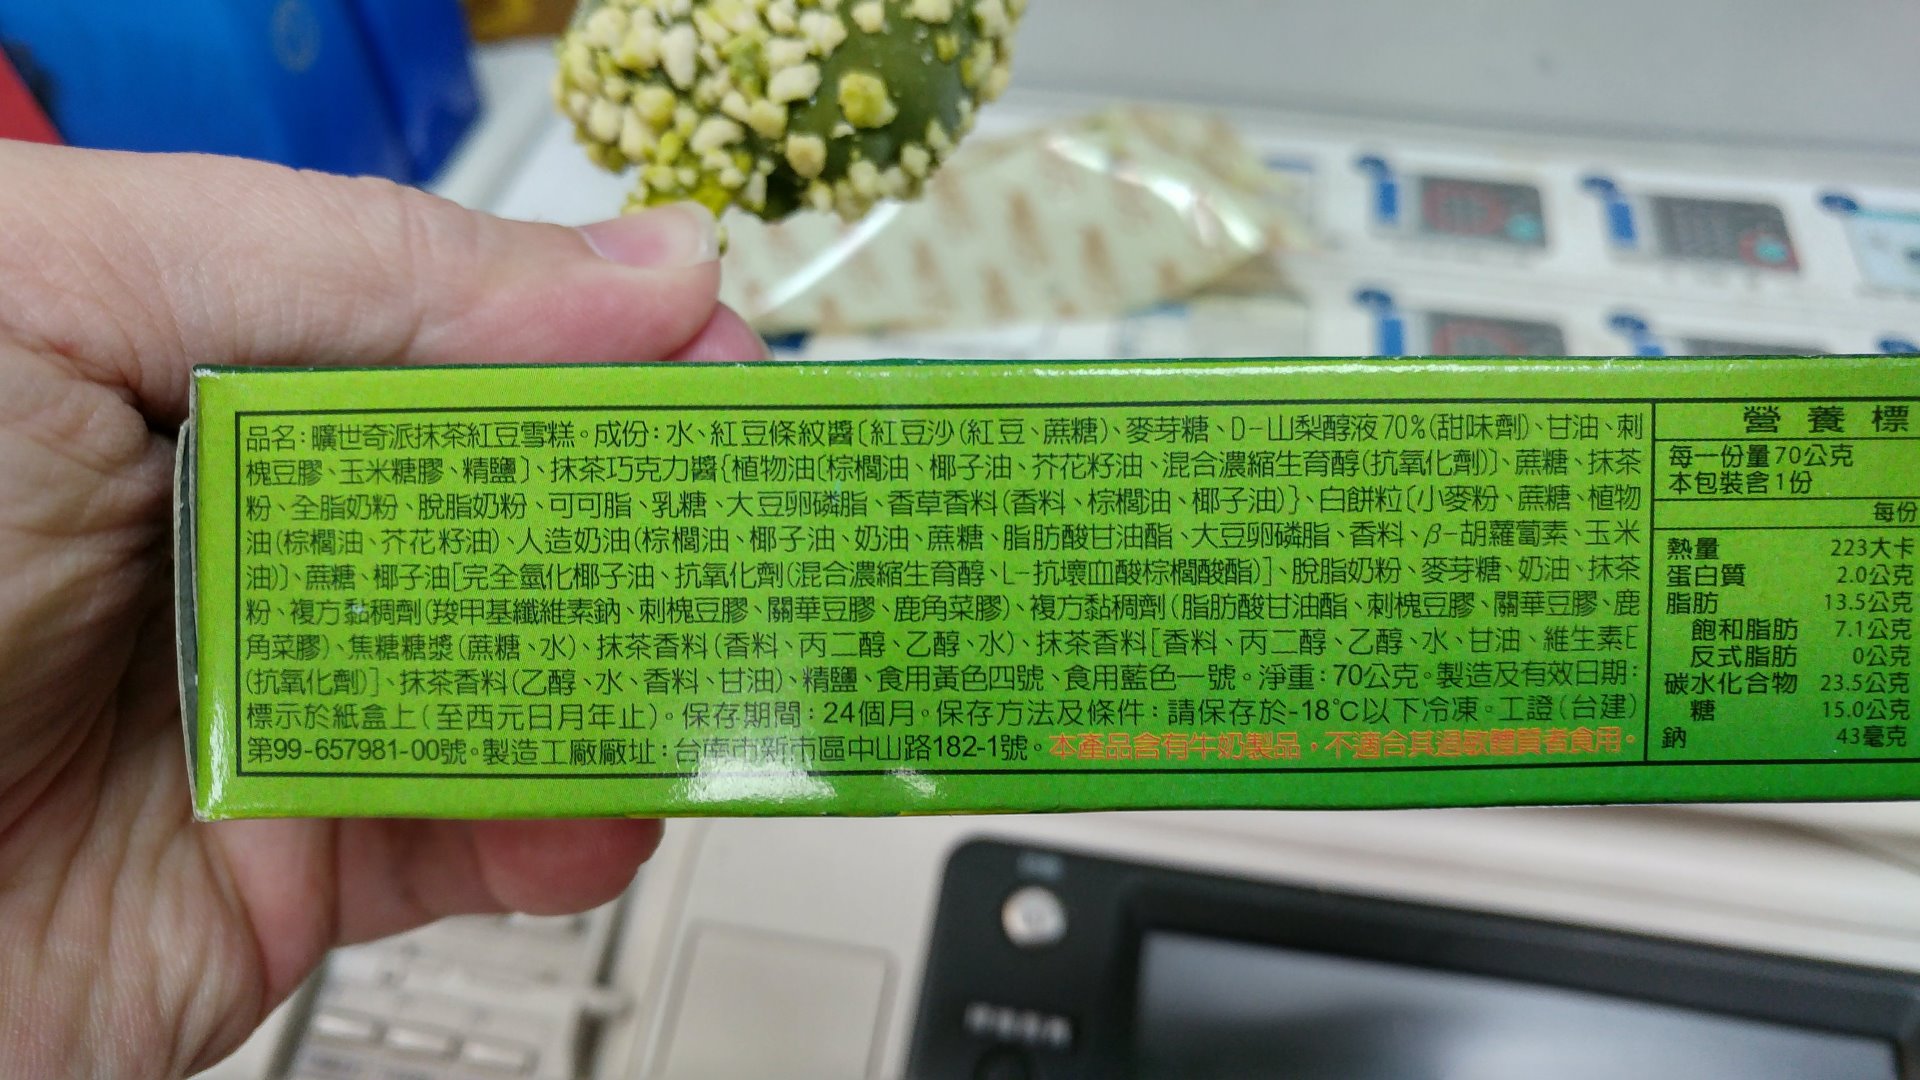 品名:曠世奇派抹茶紅豆雪糕。成份:水、紅豆條紋醬〔紅豆沙(紅豆、蔗糖)、麥芽糖、D-山梨醇液70%(甜味劑)、甘油、刺
槐豆膠、玉米糖膠、精鹽〕、抹茶巧克力醬{植物油〔棕櫚油、椰子油、芥花籽油、混合濃縮生育醇(抗氧化劑)〕、蔗糖、抹茶
粉、全脂奶粉、脫脂奶粉、可可脂、乳糖、大豆卵磷脂、香草香料(香料、棕櫚油、椰子油)}、白餅粒〔小麥粉、蔗糖、植物
油(棕櫚油、芥花籽油)、人造奶油(棕櫚油、椰子油、奶油、蔗糖、脂肪酸甘油酯、大豆卵磷脂、香料、β-胡蘿蔔素、玉米
油)〕、蔗糖、椰子油[完全氫化椰子油、抗氧化劑(混合濃縮生育醇、L-抗壞血酸棕櫚酸酯)]、脫脂奶粉、麥芽糖、奶油、抹茶
粉、複方黏稠劑(羧甲基纖維素鈉、刺槐豆膠、關華豆膠、鹿角菜膠)、複方黏稠劑(脂肪酸甘油酯、刺槐豆膠、關華豆膠、鹿
角菜膠)、焦糖糖漿(蔗糖、水)、抹茶香料(香料、丙二醇、乙醇、水)、抹茶香料[香料、丙二醇、乙醇、水、甘油、維生素E
(抗氧化劑)]、抹茶香料(乙醇、水、香料、甘油)、精鹽、食用黃色四號、食用藍色一號。淨重:70公克。製造及有效日期:
標示於紙盒上(至西元日月年止)。保存期間:24個月。保存方法及條件:請保存於-18℃以下冷凍。工證(台建)
第99-657981-00號。製造工廠廠址:台南市新市區中山路182-1號。本產品含有牛奶製品,不適合其過敏體質者食用。
營養標
每一份量70公克
本包裝含1份
每份
熱量 223大卡
蛋白質 2.0公克
脂肪 13.5公克
飽和脂肪 7.1公克
反式脂肪 0公克
碳水化合物 23.5公克
糖 15.0公克
鈉 43毫克